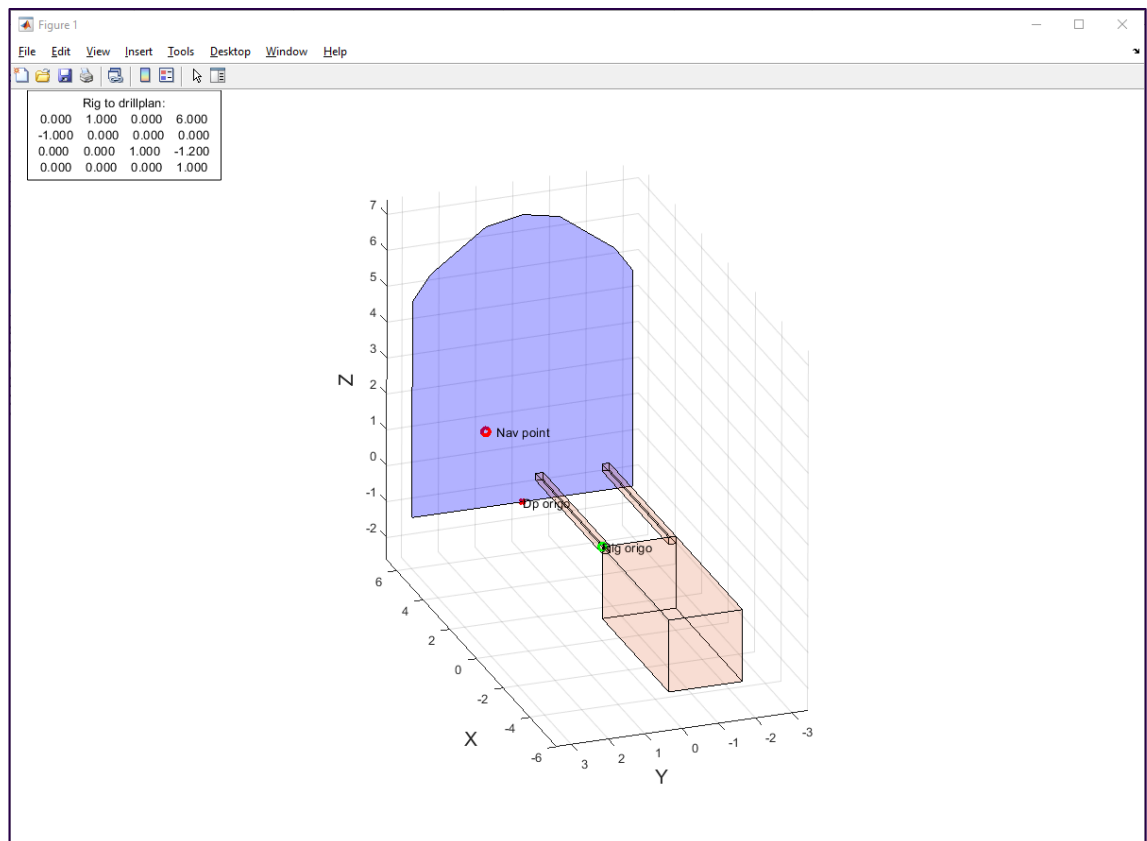 Figure 1
File Edit View Insert Tools Desktop Window Help
Rig to drillplan:
0.000 1.000 0.000 6.000
-1.000 0.000 0.000 0.000
0.000 0.000 1.000 -1.200
0.000 0.000 0.000 1.000
7
6
5
4
3
2
1
0
-1
-2
Z
Nav point
Dp origo
Rig origo
6
4
2
0
-2
-4
-6
X
3
2
1
0
-1
-2
-3
Y